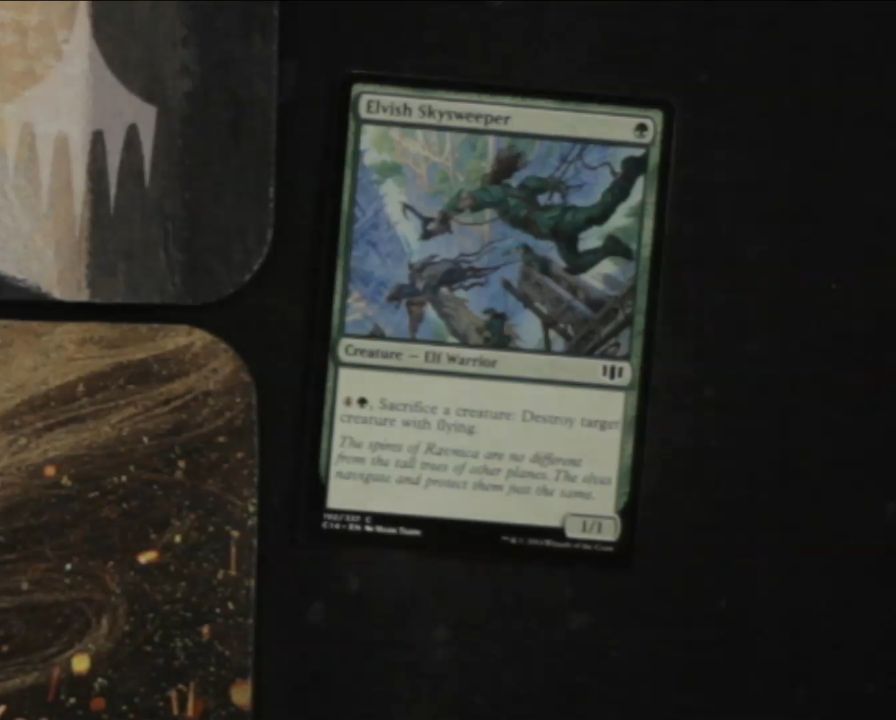 Elvish Skysweeper
Creature — Elf Warrior
4, Sacrifice a creature: Destroy target
creature with flying.
The spires of Ravnica are no different
from the tall trees of other planes. The elves
navigate and protect them just the same.
1/1
C
C14 • EN